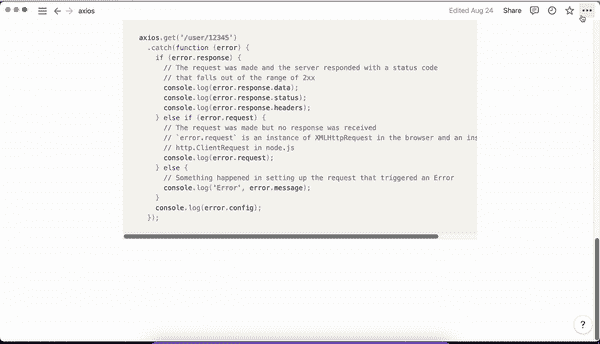 axios
Edited Aug 24 Share
axios.get('/user/12345')
.catch(function (error) {
if (error.response) {
// The request was made and the server responded with a status code
// that falls out of the range of 2xx
console.log(error.response.data);
console.log(error.response.status);
console.log(error.response.headers);
} else if (error.request) {
// The request was made but no response was received
// `error.request` is an instance of XMLHttpRequest in the browser and an ins
// http.ClientRequest in node.js
console.log(error.request);
} else {
// Something happened in setting up the request that triggered an Error
console.log('Error', error.message);
}
console.log(error.config);
});
?